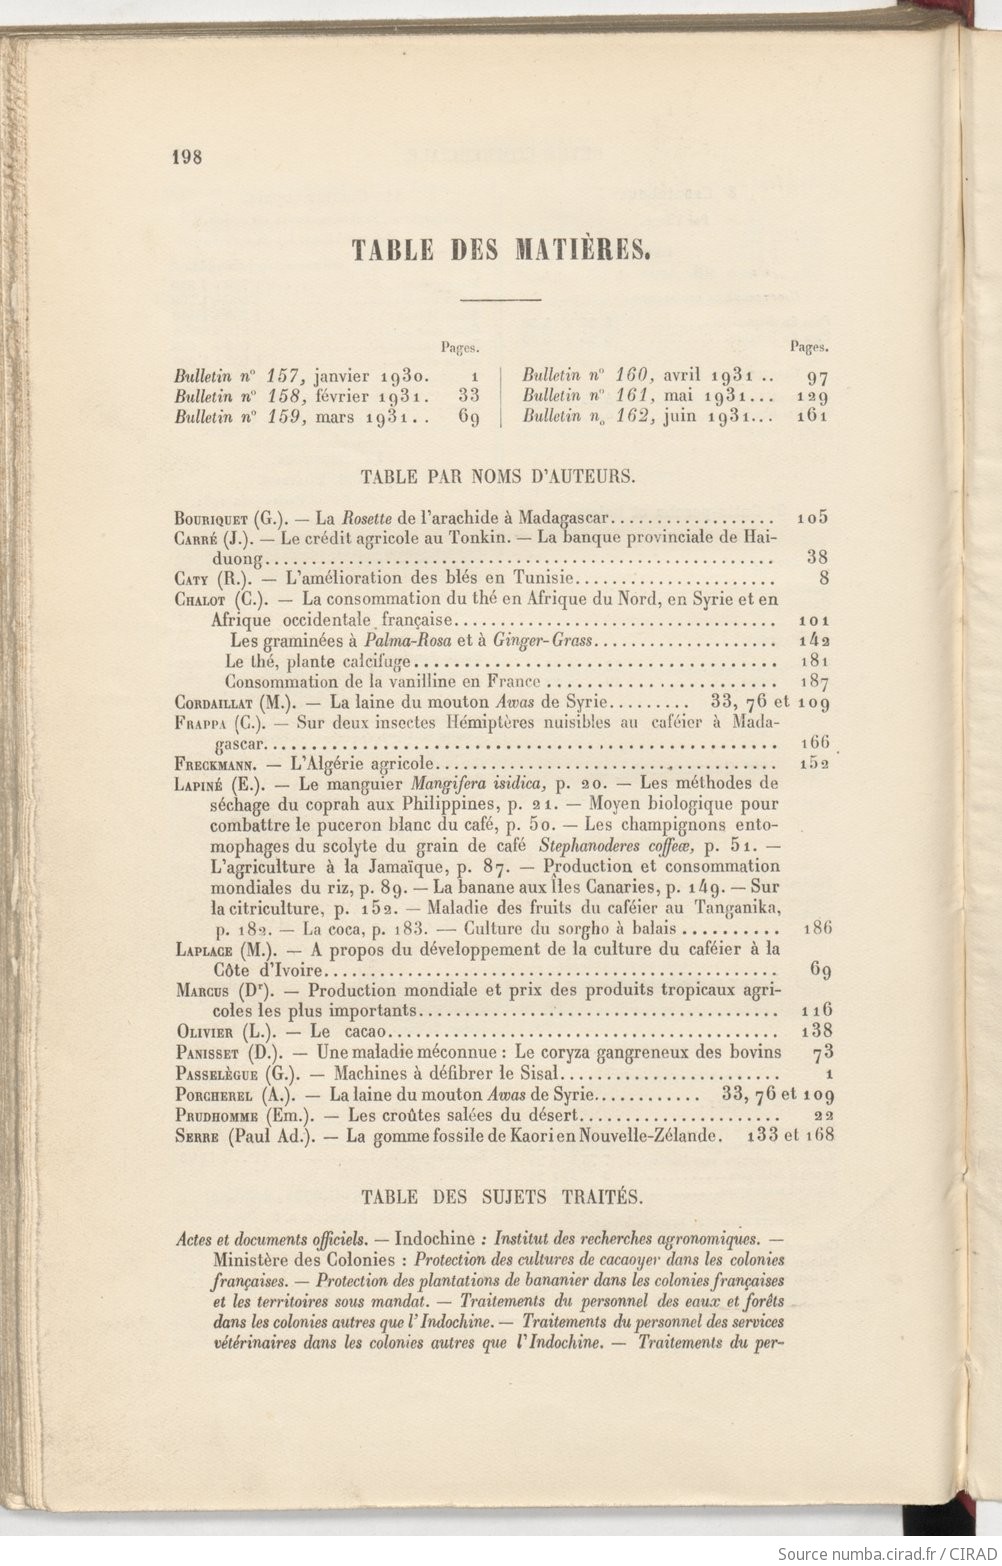 198
TABLE DES MATIÈRES.
Pages.
Bulletin n° 157, janvier 1930. 1
Bulletin n° 158, février 1931. 33
Bulletin n° 159, mars 1931.. 69
Pages.
Bulletin n° 160, avril 1931 .. 97
Bulletin n° 161, mai 1931... 129
Bulletin n₀ 162, juin 1931... 161
TABLE PAR NOMS D'AUTEURS.
BOURIQUET (G.). — La Rosette de l'arachide à Madagascar.................. 105
CARRÉ (J.). — Le crédit agricole au Tonkin. — La banque provinciale de Hai-
duong...................................................... 38
CATY (R.). — L'amélioration des blés en Tunisie...................... 8
CHALOT (C.). — La consommation du thé en Afrique du Nord, en Syrie et en
Afrique occidentale française.................................. 101
Les graminées à Palma-Rosa et à Ginger-Grass................... 142
Le thé, plante calcifuge...................................... 181
Consommation de la vanilline en France ........................ 187
CORDAILLAT (M.). — La laine du mouton Awas de Syrie......... 33, 76 et 109
FRAPPA (C.). — Sur deux insectes Hémiptères nuisibles au caféier à Mada-
gascar...................................................... 166
FRECKMANN. — L'Algérie agricole.................................... 152
LAPINÉ (E.). — Le manguier Mangifera isidica, p. 20. — Les méthodes de
séchage du coprah aux Philippines, p. 21. — Moyen biologique pour
combattre le puceron blanc du café, p. 50. — Les champignons ento-
mophages du scolyte du grain de café Stephanoderes coffeæ, p. 51. —
L'agriculture à la Jamaïque, p. 87. — Production et consommation
mondiales du riz, p. 89. — La banane aux îles Canaries, p. 149. — Sur
la citriculture, p. 152. — Maladie des fruits du caféier au Tanganika,
p. 182. — La coca, p. 183. — Culture du sorgho à balais .......... 186
LAPLACE (M.). — A propos du développement de la culture du caféier à la
Côte d'Ivoire................................................ 69
MARCUS (Dr). — Production mondiale et prix des produits tropicaux agri-
coles les plus importants...................................... 116
OLIVIER (L.). — Le cacao......................................... 138
PANISSET (D.). — Une maladie méconnue : Le coryza gangreneux des bovins 73
PASSELÈGUE (G.). — Machines à défibrer le Sisal....................... 1
PORCHEREL (A.). — La laine du mouton Awas de Syrie............ 33, 76 et 109
PRUDHOMME (Em.). — Les croûtes salées du désert..................... 22
SERRE (Paul Ad.). — La gomme fossile de Kaori en Nouvelle-Zélande. 133 et 168
TABLE DES SUJETS TRAITÉS.
Actes et documents officiels. — Indochine : Institut des recherches agronomiques. —
Ministère des Colonies : Protection des cultures de cacaoyer dans les colonies
françaises. — Protection des plantations de bananier dans les colonies françaises
et les territoires sous mandat. — Traitements du personnel des eaux et forêts
dans les colonies autres que l'Indochine. — Traitements du personnel des services
vétérinaires dans les colonies autres que l'Indochine. — Traitements du per-
Source numba.cirad.fr / CIRAD